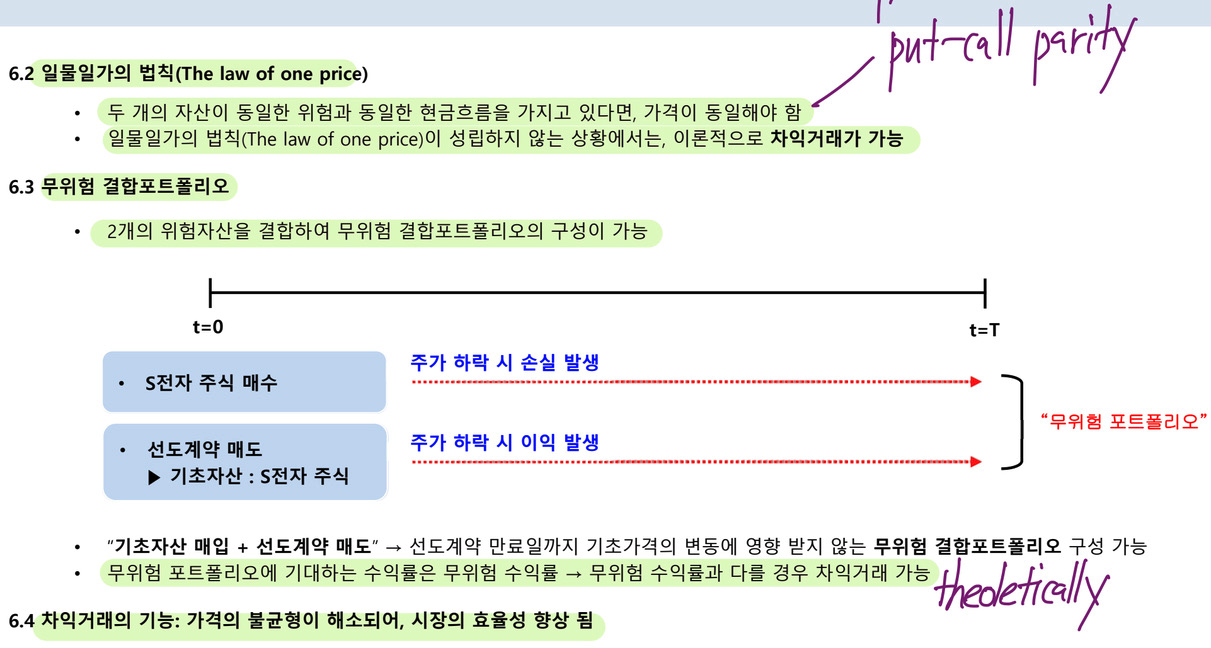 put-call parity
6.2 일물일가의 법칙(The law of one price)
• 두 개의 자산이 동일한 위험과 동일한 현금흐름을 가지고 있다면, 가격이 동일해야 함
• 일물일가의 법칙(The law of one price)이 성립하지 않는 상황에서는, 이론적으로 차익거래가 가능
6.3 무위험 결합포트폴리오
• 2개의 위험자산을 결합하여 무위험 결합포트폴리오의 구성이 가능
t=0
t=T
주가 하락 시 손실 발생
• S전자 주식 매수
"무위험 포트폴리오"
주가 하락 시 이익 발생
• 선도계약 매도
▶ 기초자산 : S전자 주식
• "기초자산 매입 + 선도계약 매도" → 선도계약 만료일까지 기초가격의 변동에 영향 받지 않는 무위험 결합포트폴리오 구성 가능
• 무위험 포트폴리오에 기대하는 수익률은 무위험 수익률 → 무위험 수익률과 다를 경우 차익거래 가능
theoletically
6.4 차익거래의 기능: 가격의 불균형이 해소되어, 시장의 효율성 향상 됨